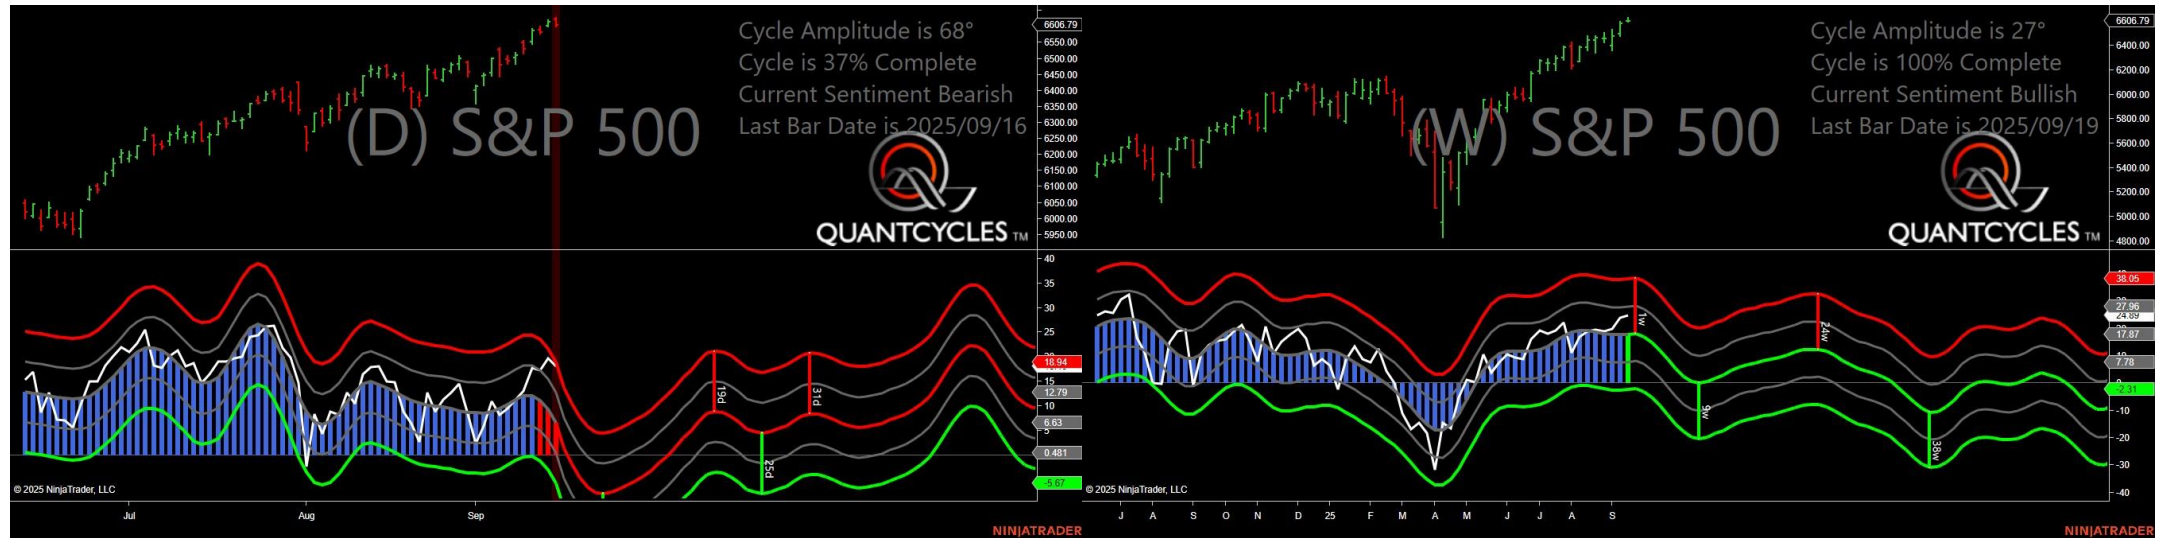 Cycle Amplitude is 68°
Cycle is 37% Complete
Current Sentiment Bearish
Last Bar Date is 2025/09/16
(D) S&P 500
QUANTCYCLES TM
6606.79
6550.00
6500.00
6450.00
6400.00
6350.00
6300.00
6250.00
6200.00
6150.00
6100.00
6050.00
6000.00
5950.00
40
35
30
25
18.94
15
12.79
10
6.63
5
0.481
-5.67
19d
25d
31d
© 2025 NinjaTrader, LLC
Jul
Aug
Sep
NINJATRADER
Cycle Amplitude is 27°
Cycle is 100% Complete
Current Sentiment Bullish
Last Bar Date is 2025/09/19
(W) S&P 500
QUANTCYCLES TM
6606.79
6400.00
6200.00
6000.00
5800.00
5600.00
5400.00
5200.00
5000.00
4800.00
38.05
27.96
24.89
17.87
7.78
-2.31
-10
-20
-30
-40
1w
9w
24w
38w
© 2025 NinjaTrader, LLC
J A S O N D 25 F M A M J J A S
NINJATRADER